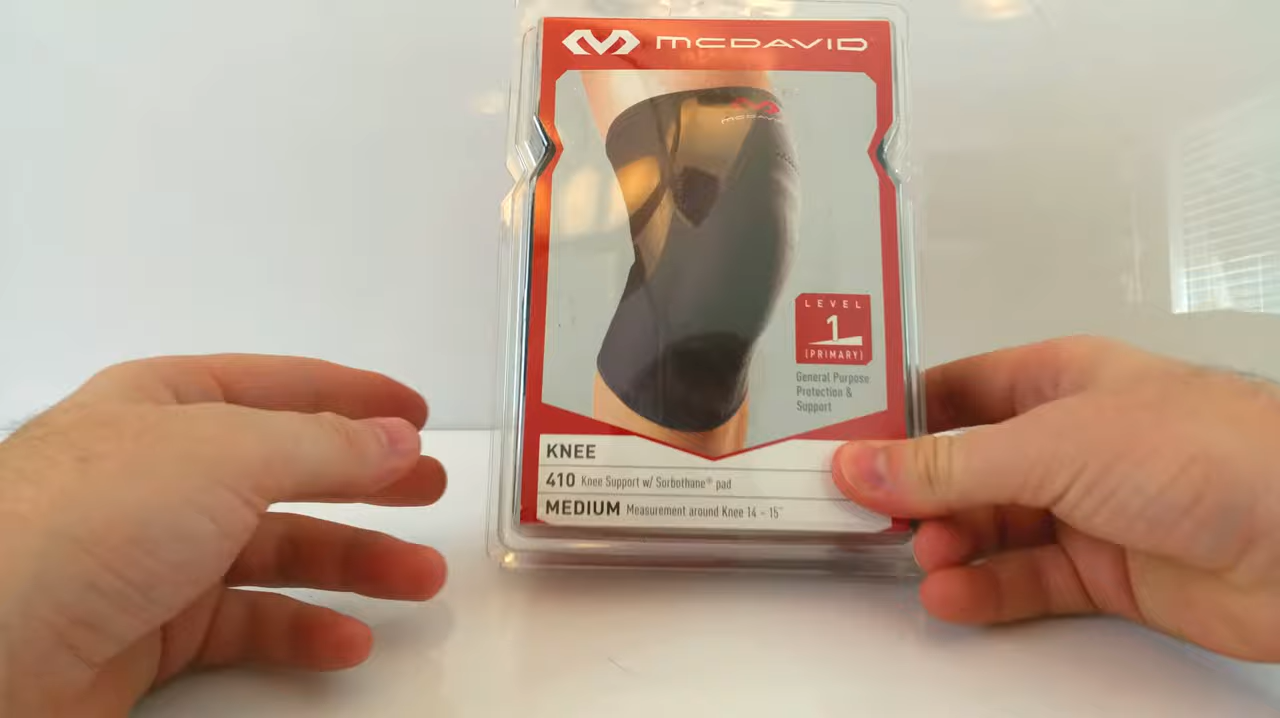 MCDAVID
MCDAVID
LEVEL
1
(PRIMARY)
General Purpose
Protection &
Support
KNEE
410 Knee Support w/ Sorbothane® pad
MEDIUM Measurement around Knee 14 - 15"